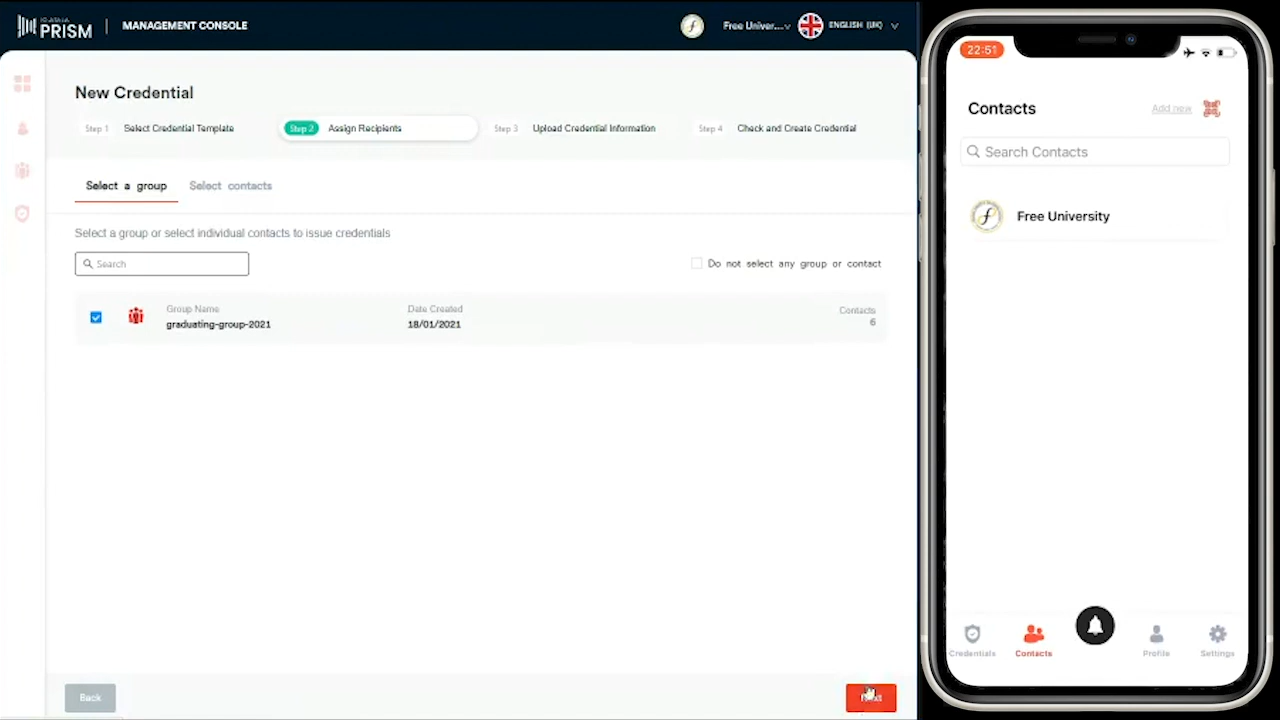 PRISM
MANAGEMENT CONSOLE
Free Univer...
ENGLISH (UK)
New Credential
Step 1 Select Credential Template
Step 2 Assign Recipients
Step 3 Upload Credential Information
Step 4 Check and Create Credential
Select a group
Select contacts
Select a group or select individual contacts to issue credentials
Search
Do not select any group or contact
Group Name
graduating-group-2021
Date Created
18/01/2021
Contacts
6
Back
Next
22:51
Contacts
Add new
Search Contacts
Free University
Credentials
Contacts
Profile
Settings